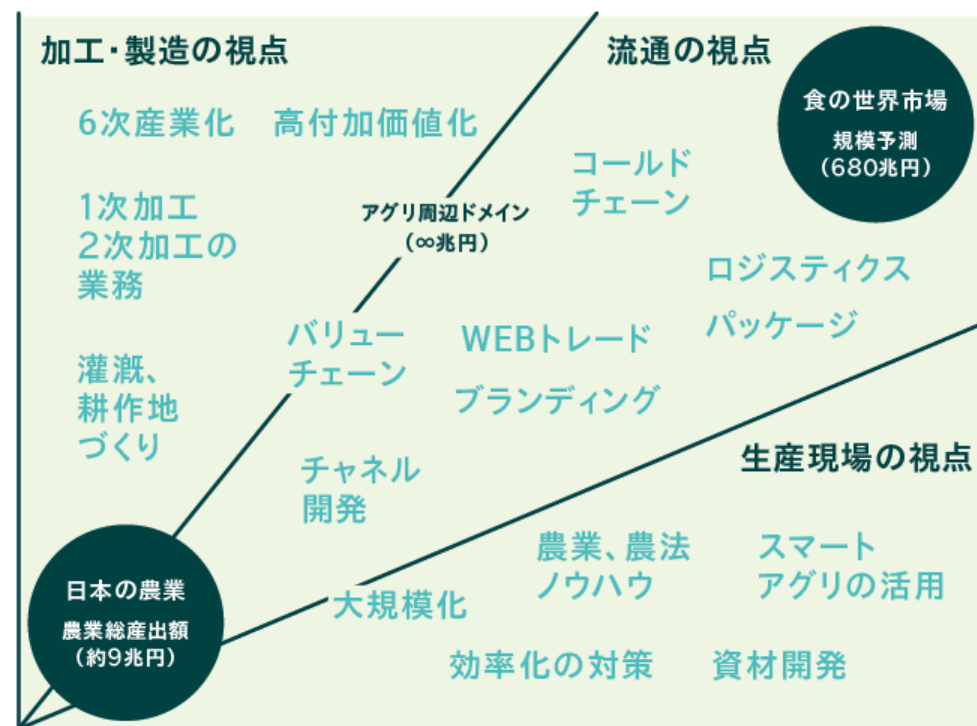 加工・製造の視点
6次産業化
高付加価値化
1次加工
2次加工の
業務
灌漑、
耕作地
づくり
アグリ周辺ドメイン
(∞兆円)
流通の視点
コールド
チェーン
ロジスティクス
パッケージ
バリュー
チェーン
WEBトレード
ブランディング
チャネル
開発
食の世界市場
規模予測
(680兆円)
生産現場の視点
農業、農法
ノウハウ
スマート
アグリの活用
大規模化
効率化の対策
資材開発
日本の農業
農業総産出額
(約9兆円)